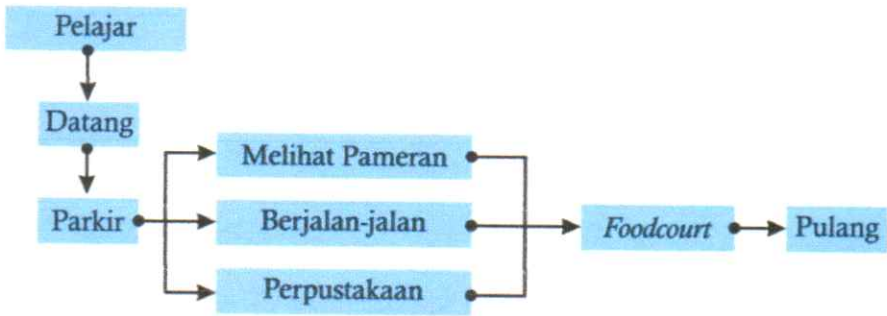 Pelajar
Datang
Parkir
Melihat Pameran
Berjalan-jalan
Perpustakaan
Foodcourt
Pulang